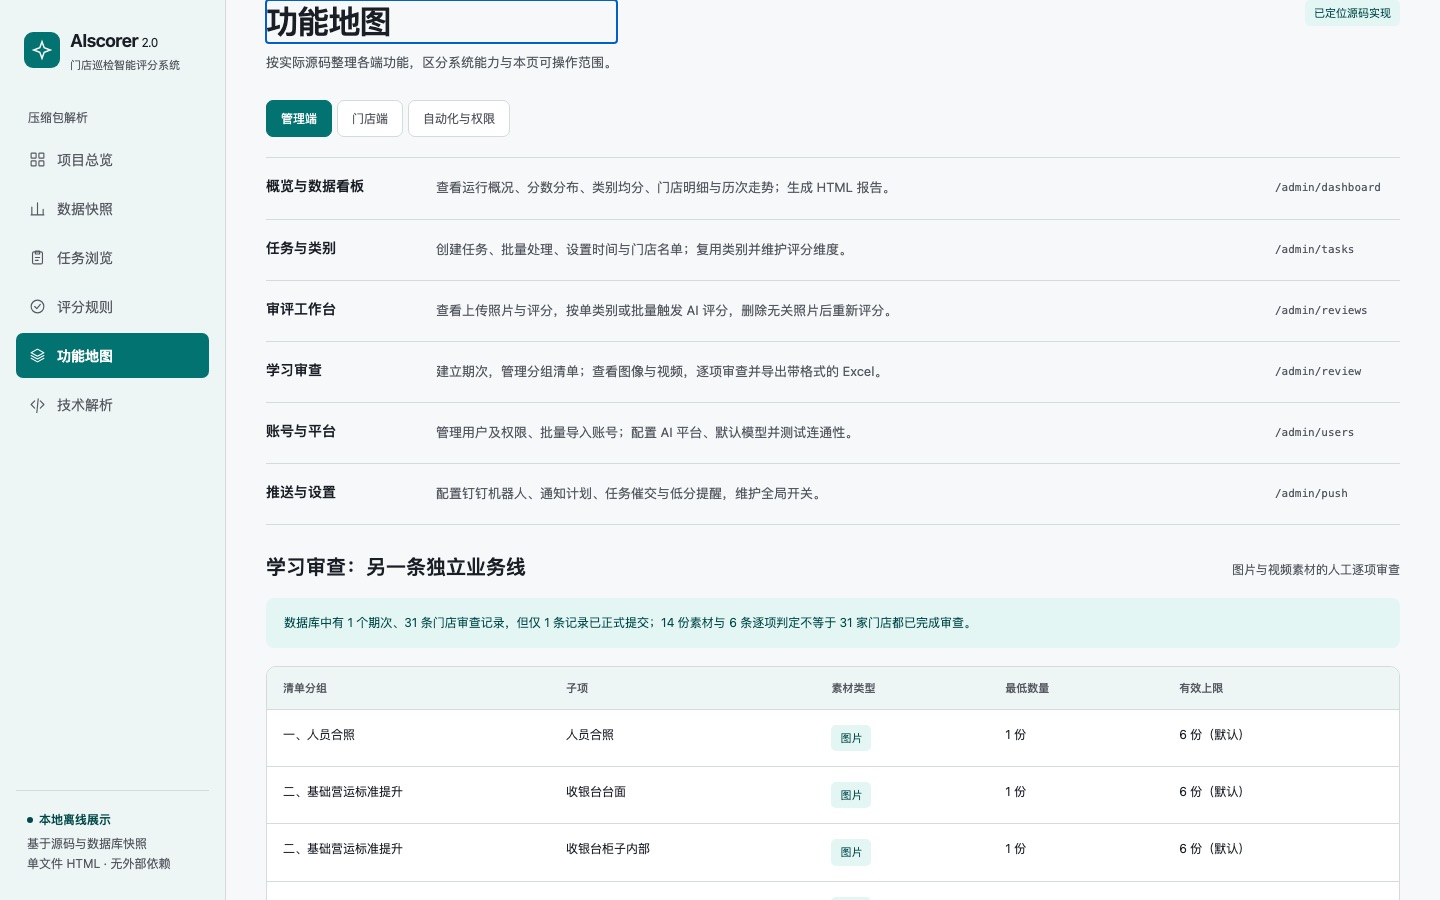 AIscorer 2.0
门店巡检智能评分系统
压缩包解析
项目总览
数据快照
任务浏览
评分规则
功能地图
技术解析
本地离线展示
基于源码与数据库快照
单文件 HTML · 无外部依赖
功能地图
已定位源码实现
按实际源码整理各端功能，区分系统能力与本页可操作范围。
管理端 门店端 自动化与权限
概览与数据看板 查看运行概况、分数分布、类别均分、门店明细与历次走势；生成 HTML 报告。 /admin/dashboard
任务与类别 创建任务、批量处理、设置时间与门店名单；复用类别并维护评分维度。 /admin/tasks
审评工作台 查看上传照片与评分，按单类别或批量触发 AI 评分，删除无关照片后重新评分。 /admin/reviews
学习审查 建立期次，管理分组清单；查看图像与视频，逐项审查并导出带格式的 Excel。 /admin/review
账号与平台 管理用户及权限、批量导入账号；配置 AI 平台、默认模型并测试连通性。 /admin/users
推送与设置 配置钉钉机器人、通知计划、任务催交与低分提醒，维护全局开关。 /admin/push
学习审查：另一条独立业务线 图片与视频素材的人工逐项审查
数据库中有 1 个期次、31 条门店审查记录，但仅 1 条记录已正式提交；14 份素材与 6 条逐项判定不等于 31 家门店都已完成审查。
清单分组 子项 素材类型 最低数量 有效上限
一、人员合照 人员合照 图片 1 份 6 份（默认）
二、基础营运标准提升 收银台台面 图片 1 份 6 份（默认）
二、基础营运标准提升 收银台柜子内部 图片 1 份 6 份（默认）